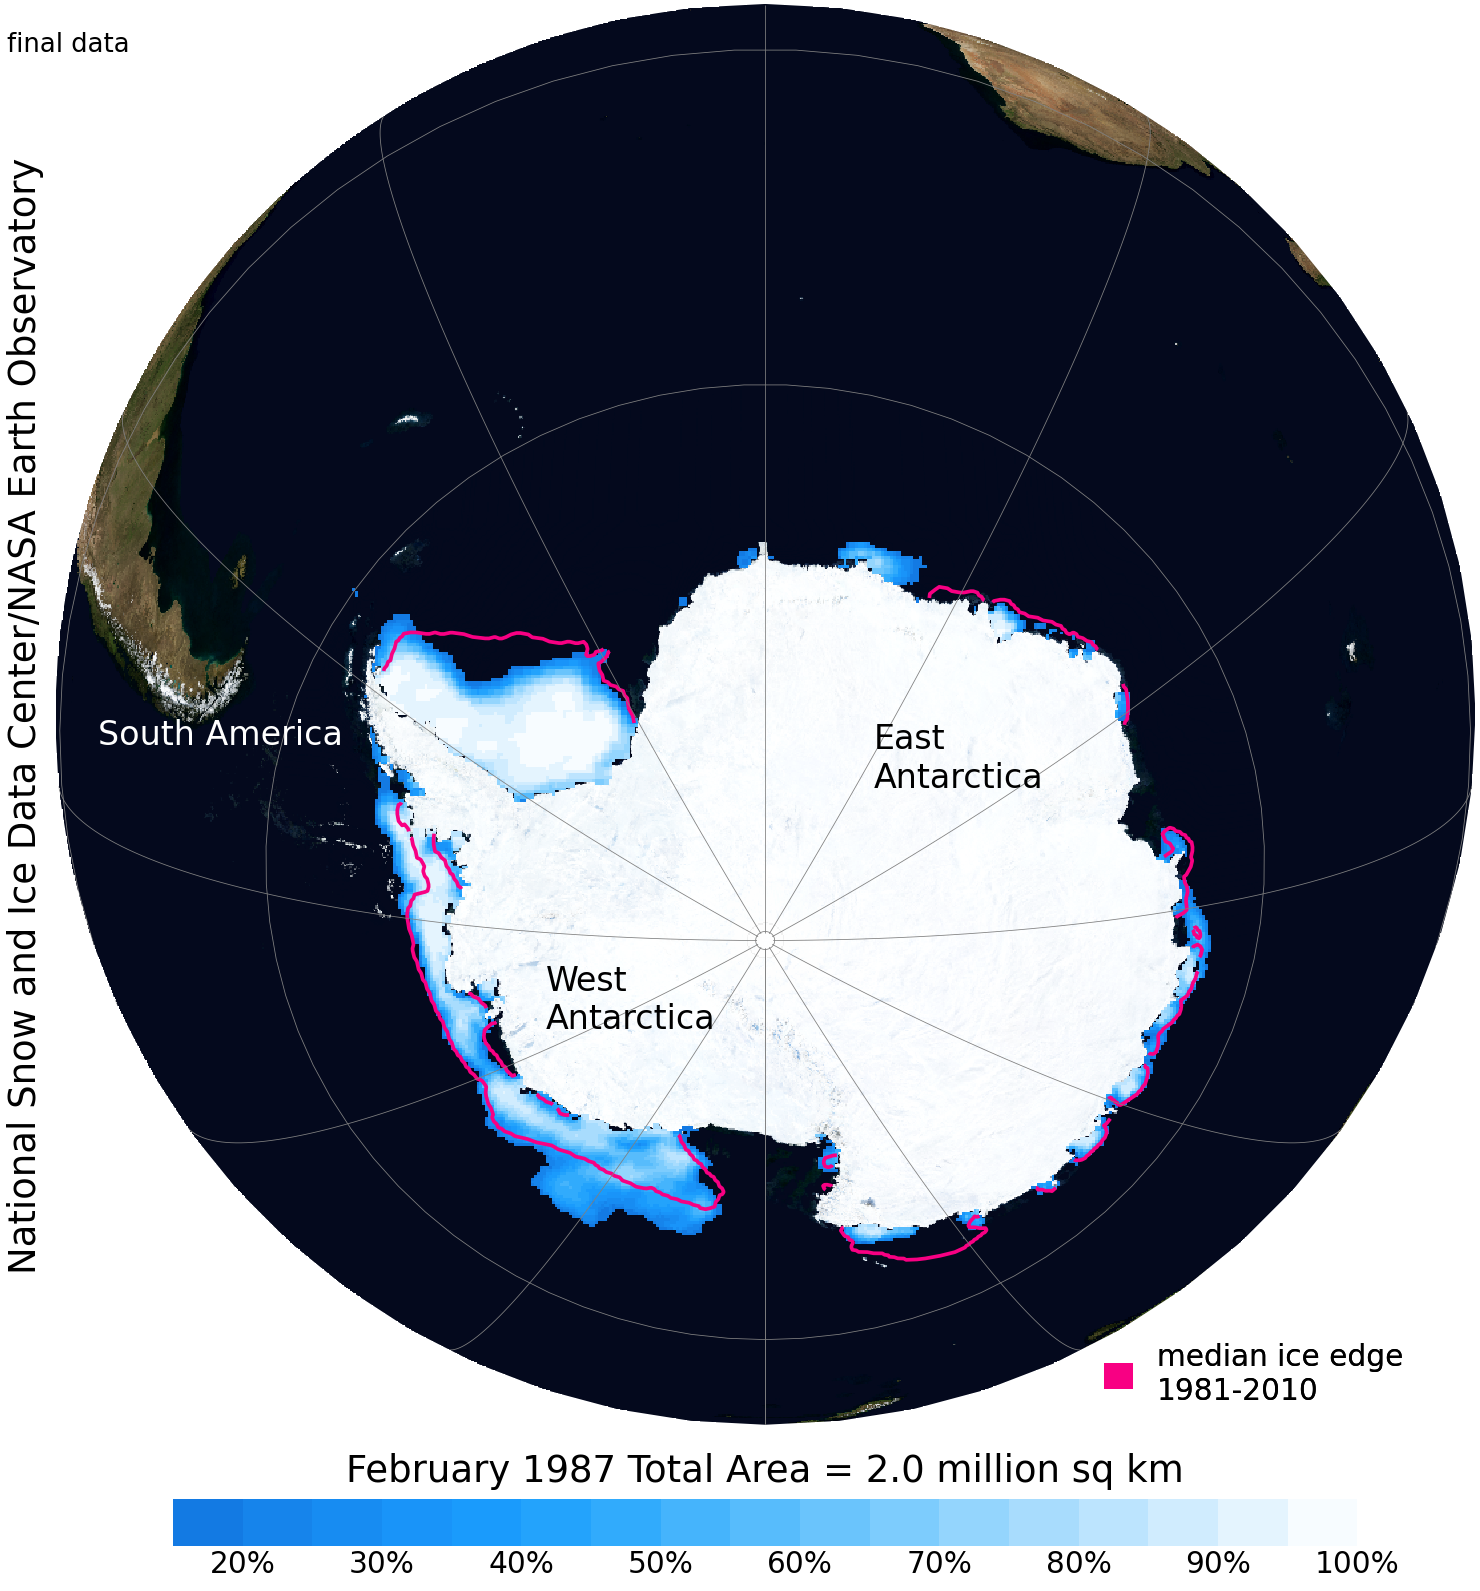 final data
National Snow and Ice Data Center/NASA Earth Observatory
South America
East
Antarctica
West
Antarctica
median ice edge
1981-2010
February 1987 Total Area = 2.0 million sq km
20% 30% 40% 50% 60% 70% 80% 90% 100%